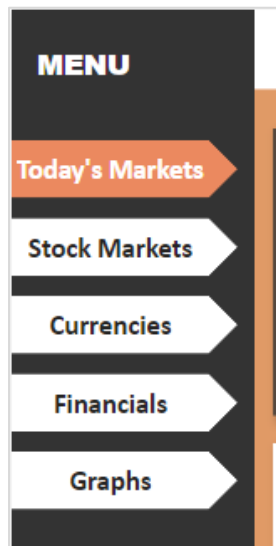 MENU
Today's Markets
Stock Markets
Currencies
Financials
Graphs